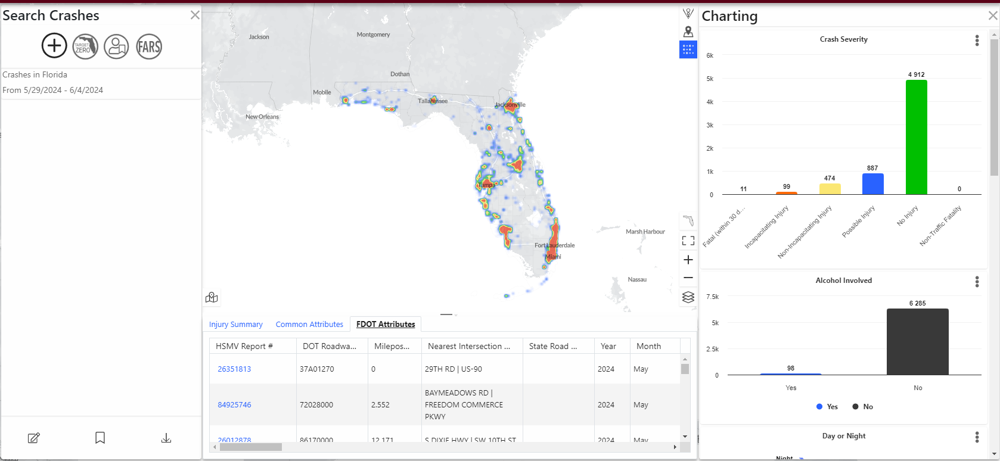 Search Crashes
TARGET ZERO
FARS
Crashes in Florida
From 5/29/2024 - 6/4/2024
Jackson
Montgomery
Dothan
Mobile
Tallahassee
Jacksonville
New Orleans
Tampa
Marsh Harbour
Fort Lauderdale
Miami
Nassau
Injury Summary
Common Attributes
FDOT Attributes
HSMV Report # DOT Roadwa... Milepos... Nearest Intersection ... State Road ... Year Month
26351813 37A01270 0 29TH RD | US-90 2024 May
84925746 72028000 2.552 BAYMEADOWS RD | FREEDOM COMMERCE PKWY 2024 May
26012878 86170000 12.171 S DIXIE HWY | SW 10TH ST 2024 May
Charting
Crash Severity
6k
5k
4k
3k
2k
1k
0
11
99
474
887
4 912
0
Fatal (within 30 d...
Incapacitating Injury
Non-Incapacitating Injury
Possible Injury
No Injury
Non-Traffic Fatality
Alcohol Involved
7.5k
5k
2.5k
0
98
6 285
Yes
No
Yes
No
Day or Night
Night